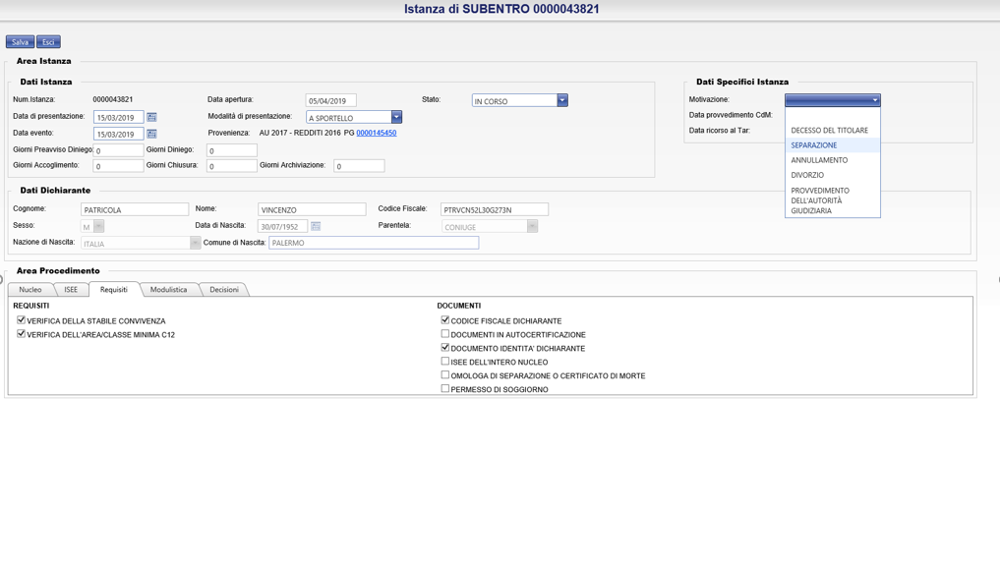 Istanza di SUBENTRO 0000043821
Salva Esci
Area Istanza
Dati Istanza
Num.Istanza: 0000043821 Data apertura: 05/04/2019 Stato: IN CORSO
Data di presentazione: 15/03/2019 Modalità di presentazione: A SPORTELLO
Data evento: 15/03/2019 Provenienza: AU 2017 - REDDITI 2016 PG 0000145450
Giorni Preavviso Diniego: 0 Giorni Diniego: 0
Giorni Accoglimento: 0 Giorni Chiusura: 0 Giorni Archiviazione: 0
Dati Specifici Istanza
Motivazione:
Data provvedimento CdM:
Data ricorso al Tar:
DECESSO DEL TITOLARE
SEPARAZIONE
ANNULLAMENTO
DIVORZIO
PROVVEDIMENTO
DELL'AUTORITÀ
GIUDIZIARIA
Dati Dichiarante
Cognome: PATRICOLA Nome: VINCENZO Codice Fiscale: PTRVCN52L30G273N
Sesso: M Data di Nascita: 30/07/1952 Parentela: CONIUGE
Nazione di Nascita: ITALIA Comune di Nascita: PALERMO
Area Procedimento
Nucleo ISEE Requisiti Modulistica Decisioni
REQUISITI
VERIFICA DELLA STABILE CONVIVENZA
VERIFICA DELL'AREA/CLASSE MINIMA C12
DOCUMENTI
CODICE FISCALE DICHIARANTE
DOCUMENTI IN AUTOCERTIFICAZIONE
DOCUMENTO IDENTITA' DICHIARANTE
ISEE DELL'INTERO NUCLEO
OMOLOGA DI SEPARAZIONE O CERTIFICATO DI MORTE
PERMESSO DI SOGGIORNO